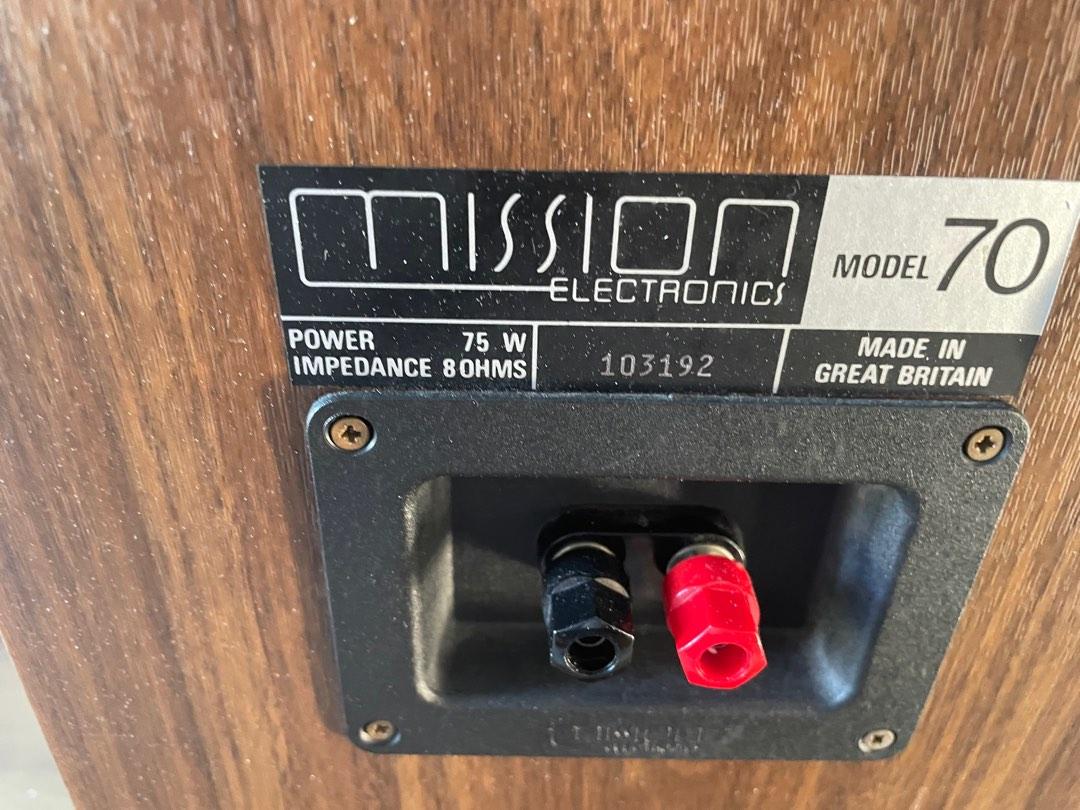 mission
ELECTRONICS
MODEL 70
POWER 75 W
IMPEDANCE 8 OHMS
103192
MADE IN
GREAT BRITAIN